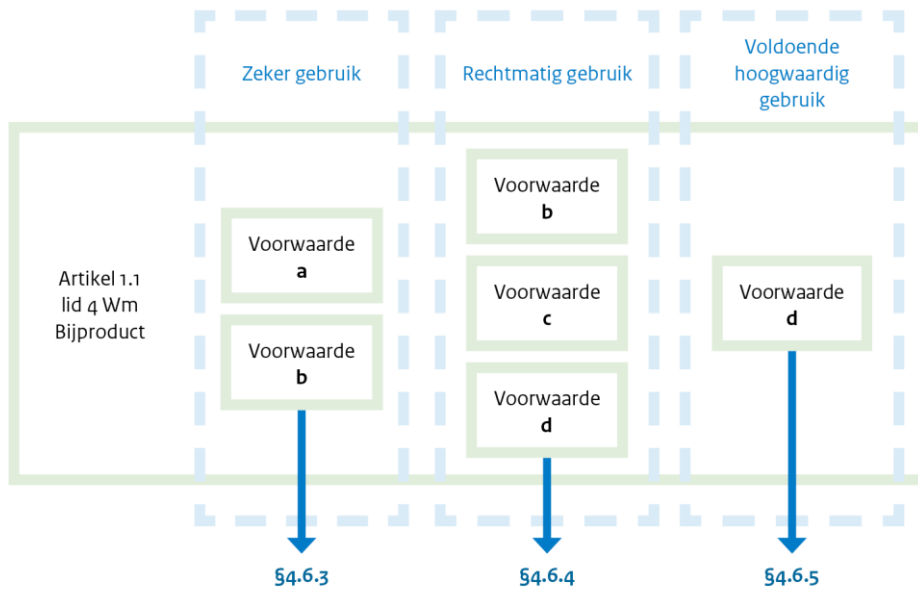 Zeker gebruik
Rechtmatig gebruik
Voldoende
hoogwaardig
gebruik
Artikel 1.1
lid 4 Wm
Bijproduct
Voorwaarde
a
Voorwaarde
b
Voorwaarde
b
Voorwaarde
c
Voorwaarde
d
Voorwaarde
d
§4.6.3
§4.6.4
§4.6.5